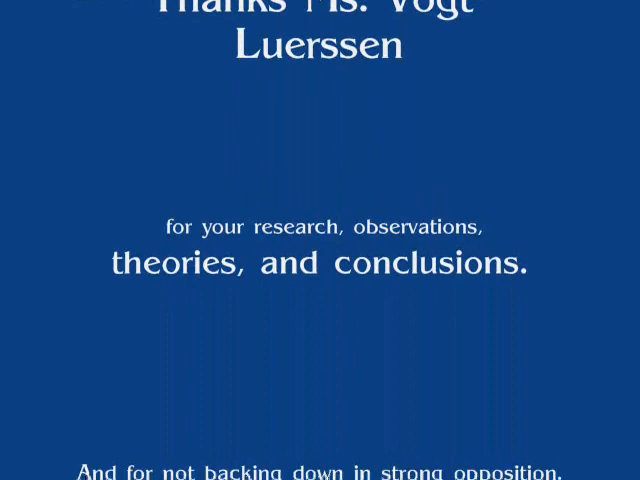 Thanks Ms. Vogt-
Luerssen
for your research, observations,
theories, and conclusions.
And for not backing down in strong opposition.